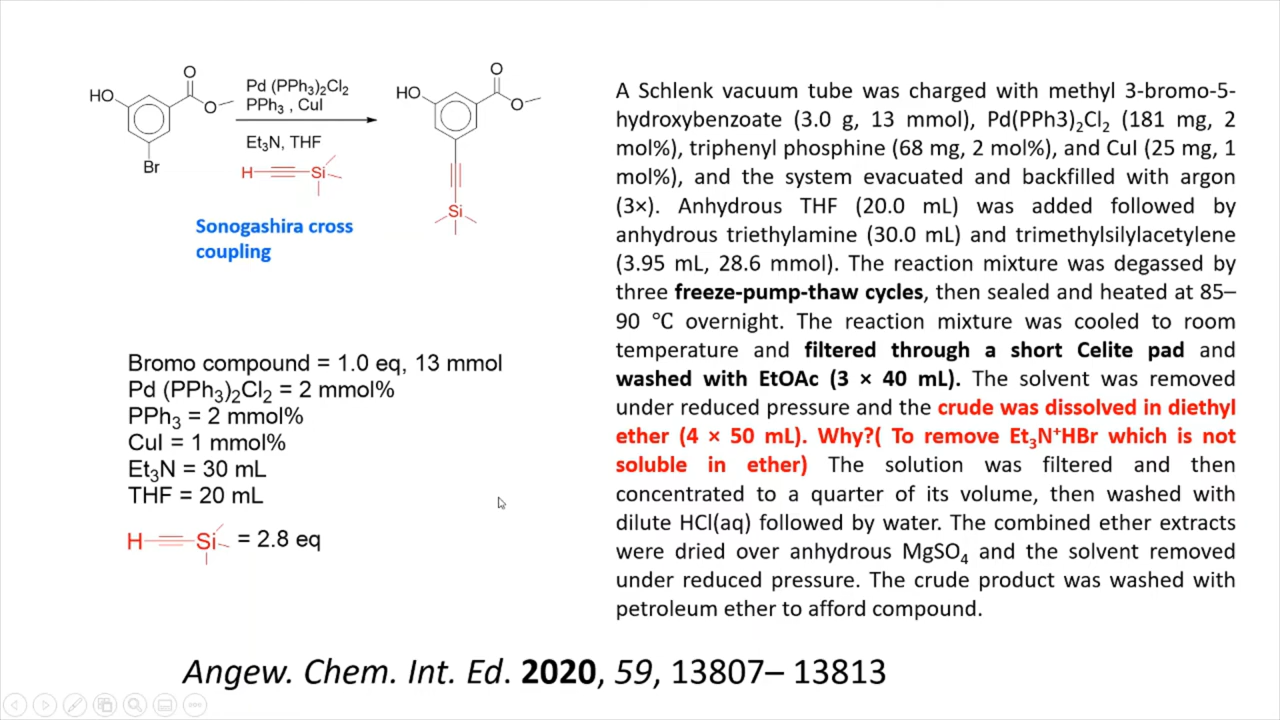 HO
O
O
Br
Pd (PPh₃)₂Cl₂
PPh₃ , CuI
Et₃N, THF
H
Si
HO
O
O
Si
Sonogashira cross
coupling
Bromo compound = 1.0 eq, 13 mmol
Pd (PPh₃)₂Cl₂ = 2 mmol%
PPh₃ = 2 mmol%
CuI = 1 mmol%
Et₃N = 30 mL
THF = 20 mL
H Si = 2.8 eq
A Schlenk vacuum tube was charged with methyl 3-bromo-5-
hydroxybenzoate (3.0 g, 13 mmol), Pd(PPh3)₂Cl₂ (181 mg, 2
mol%), triphenyl phosphine (68 mg, 2 mol%), and CuI (25 mg, 1
mol%), and the system evacuated and backfilled with argon
(3×). Anhydrous THF (20.0 mL) was added followed by
anhydrous triethylamine (30.0 mL) and trimethylsilylacetylene
(3.95 mL, 28.6 mmol). The reaction mixture was degassed by
three freeze-pump-thaw cycles, then sealed and heated at 85–
90 °C overnight. The reaction mixture was cooled to room
temperature and filtered through a short Celite pad and
washed with EtOAc (3 × 40 mL). The solvent was removed
under reduced pressure and the crude was dissolved in diethyl
ether (4 × 50 mL). Why?( To remove Et₃N⁺HBr which is not
soluble in ether) The solution was filtered and then
concentrated to a quarter of its volume, then washed with
dilute HCl(aq) followed by water. The combined ether extracts
were dried over anhydrous MgSO₄ and the solvent removed
under reduced pressure. The crude product was washed with
petroleum ether to afford compound.
Angew. Chem. Int. Ed. 2020, 59, 13807– 13813